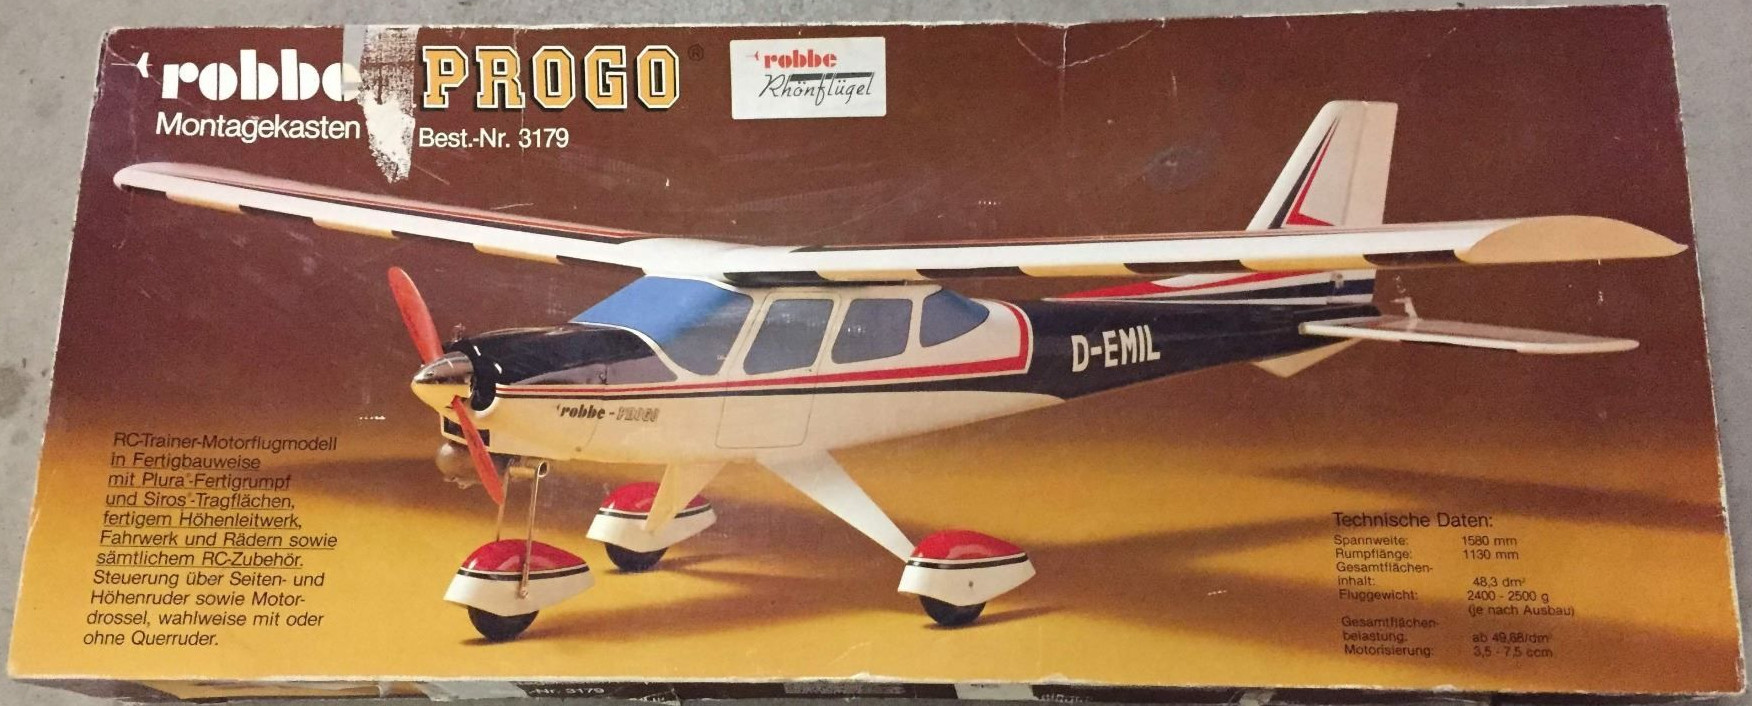 robbe PROGO®
Montagekasten Best.-Nr. 3179
robbe
Rhönflügel
D-EMIL
robbe-PROGO
RC-Trainer-Motorflugmodell
in Fertigbauweise
mit Plura®-Fertigrumpf
und Siros®-Tragflächen,
fertigem Höhenleitwerk,
Fahrwerk und Rädern sowie
sämtlichem RC-Zubehör.
Steuerung über Seiten- und
Höhenruder sowie Motor-
drossel, wahlweise mit oder
ohne Querruder.
Technische Daten:
Spannweite: 1580 mm
Rumpflänge: 1130 mm
Gesamtflächen-
inhalt: 48,3 dm²
Fluggewicht: 2400 - 2500 g
(je nach Ausbau)
Gesamtflächen-
belastung: ab 49,68/dm²
Motorisierung: 3,5 - 7,5 ccm
-Nr. 3179